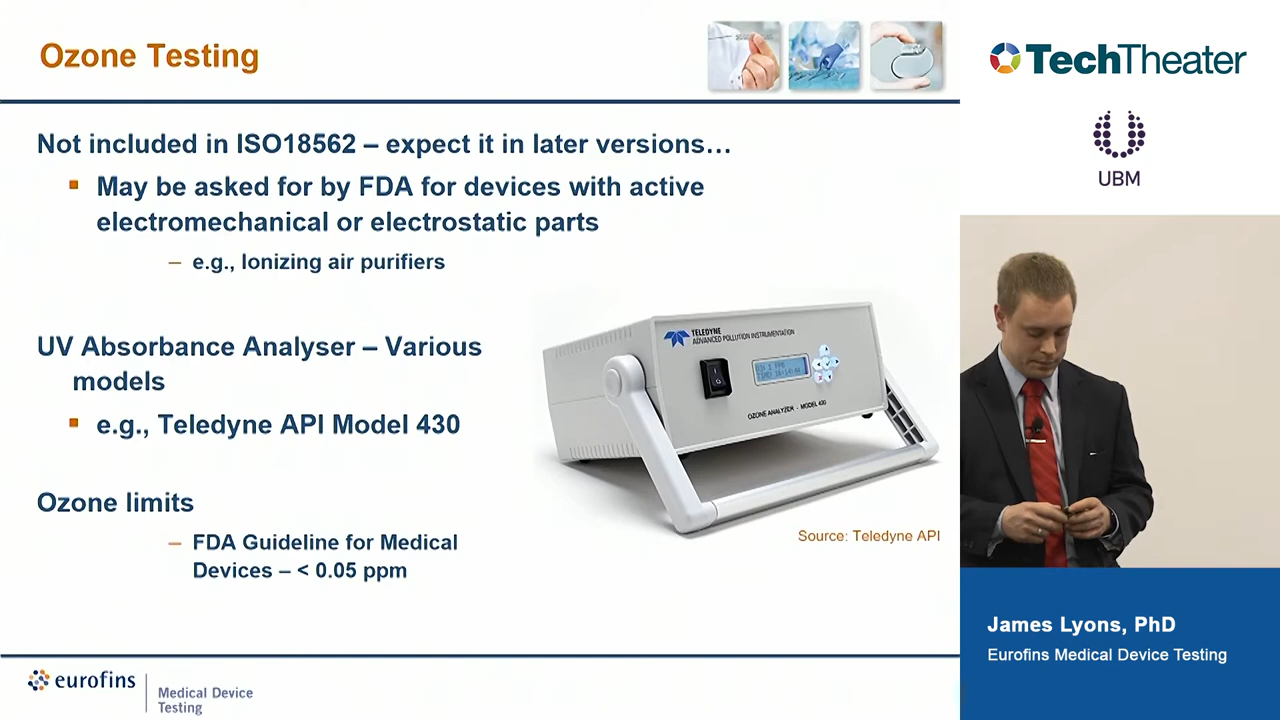 Ozone Testing
Not included in ISO18562 – expect it in later versions…
▪ May be asked for by FDA for devices with active
electromechanical or electrostatic parts
– e.g., Ionizing air purifiers
UV Absorbance Analyser – Various
models
▪ e.g., Teledyne API Model 430
Ozone limits
– FDA Guideline for Medical
Devices – < 0.05 ppm
TELEDYNE
ADVANCED POLLUTION INSTRUMENTATION
OZONE ANALYZER - MODEL 430
Source: Teledyne API
eurofins
Medical Device
Testing
TechTheater
UBM
James Lyons, PhD
Eurofins Medical Device Testing